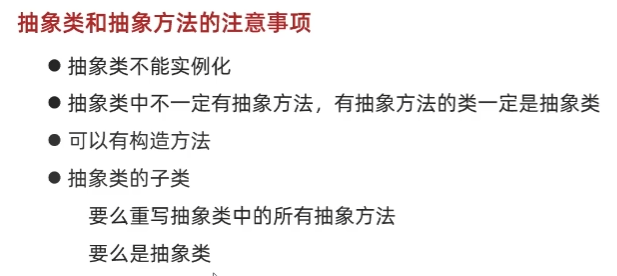 抽象类和抽象方法的注意事项
● 抽象类不能实例化
● 抽象类中不一定有抽象方法，有抽象方法的类一定是抽象类
● 可以有构造方法
● 抽象类的子类
要么重写抽象类中的所有抽象方法
要么是抽象类